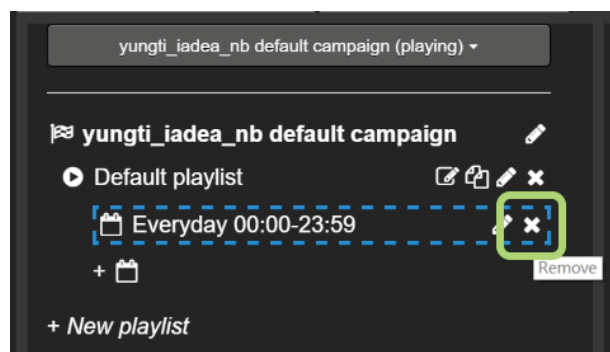 yungti_iadea_nb default campaign (playing)
yungti_iadea_nb default campaign
Default playlist
Everyday 00:00-23:59
Remove
+
+ New playlist